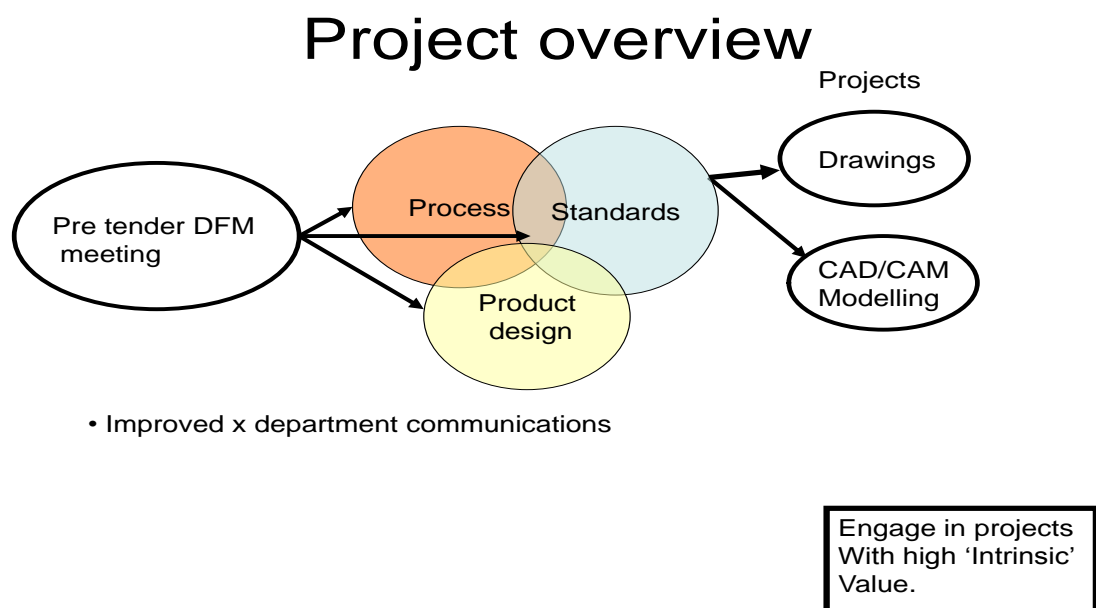 Project overview
Projects
Drawings
Process
Standards
Pre tender DFM
meeting
CAD/CAM
Modelling
Product
design
• Improved x department communications
Engage in projects
With high ‘Intrinsic’
Value.